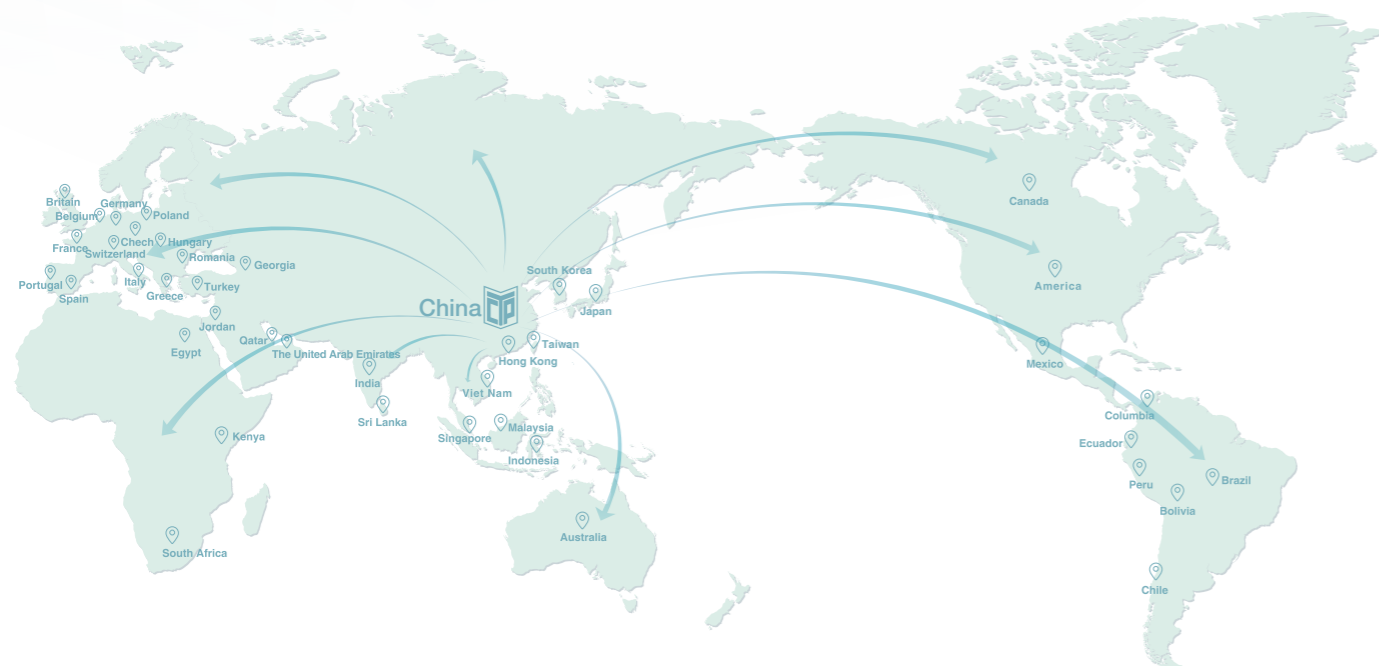 Britain
Germany
Belgium
Poland
France
Chech
Hungary
Switzerland
Romania
Georgia
Portugal
Spain
Italy
Greece
Turkey
Jordan
Egypt
Qatar
The United Arab Emirates
Kenya
South Africa
China
South Korea
Japan
Taiwan
Hong Kong
India
Viet Nam
Sri Lanka
Singapore
Malaysia
Indonesia
Australia
Canada
America
Mexico
Columbia
Ecuador
Peru
Brazil
Bolivia
Chile